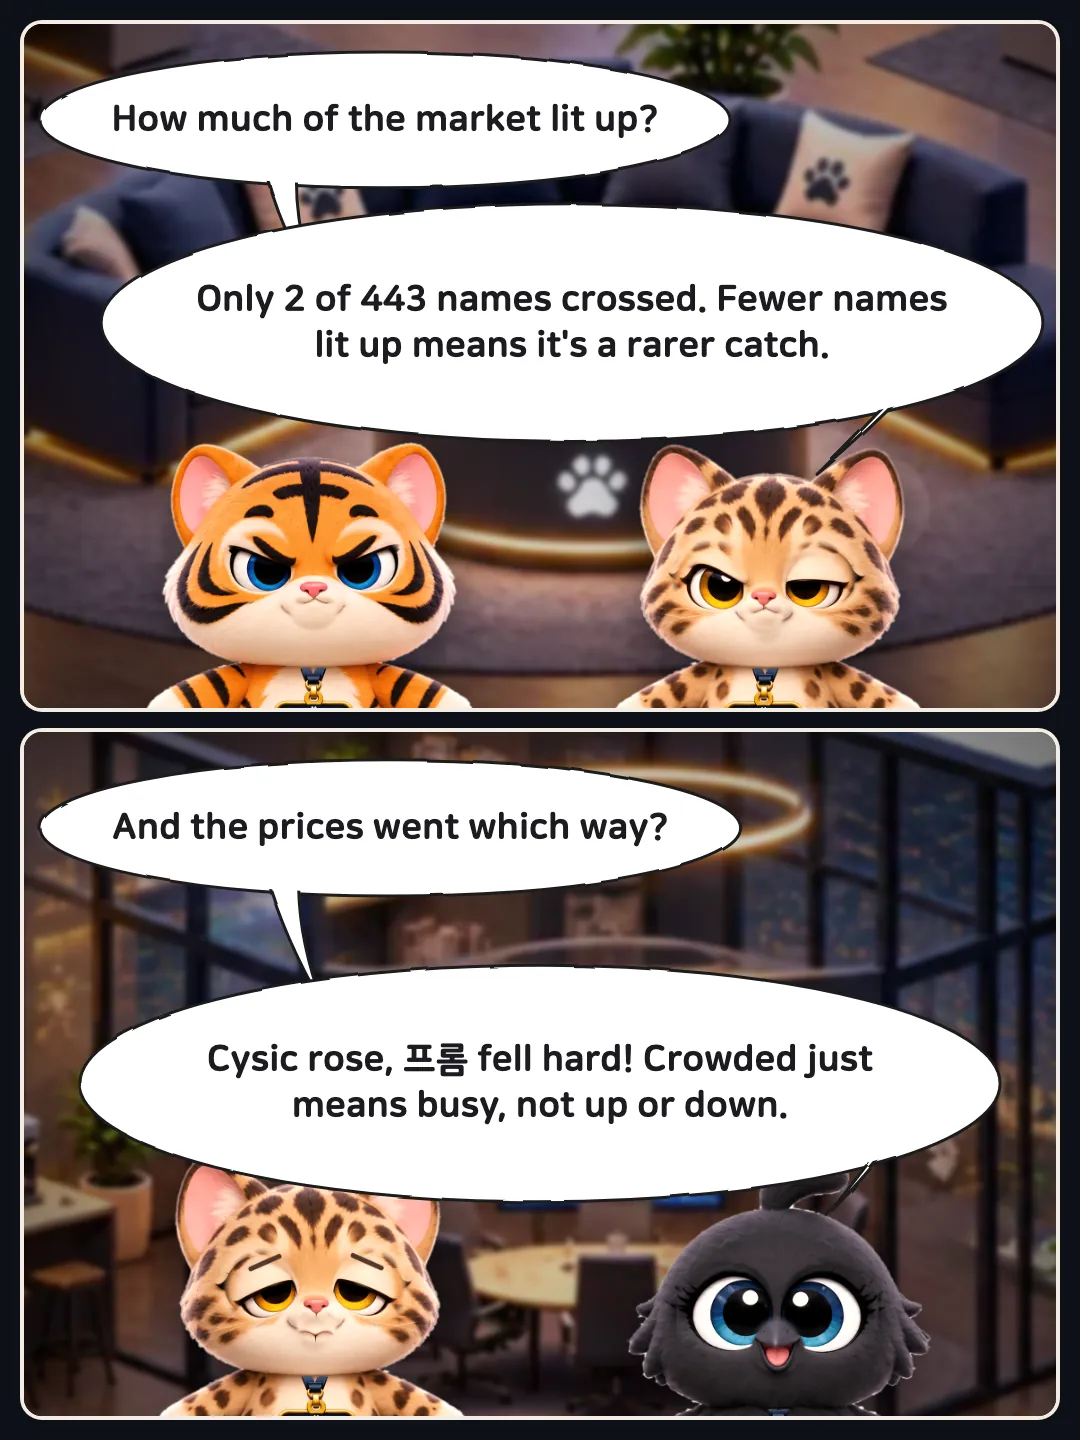 How much of the market lit up?
Only 2 of 443 names crossed. Fewer names
lit up means it's a rarer catch.
And the prices went which way?
Cysic rose, 프롬 fell hard! Crowded just
means busy, not up or down.